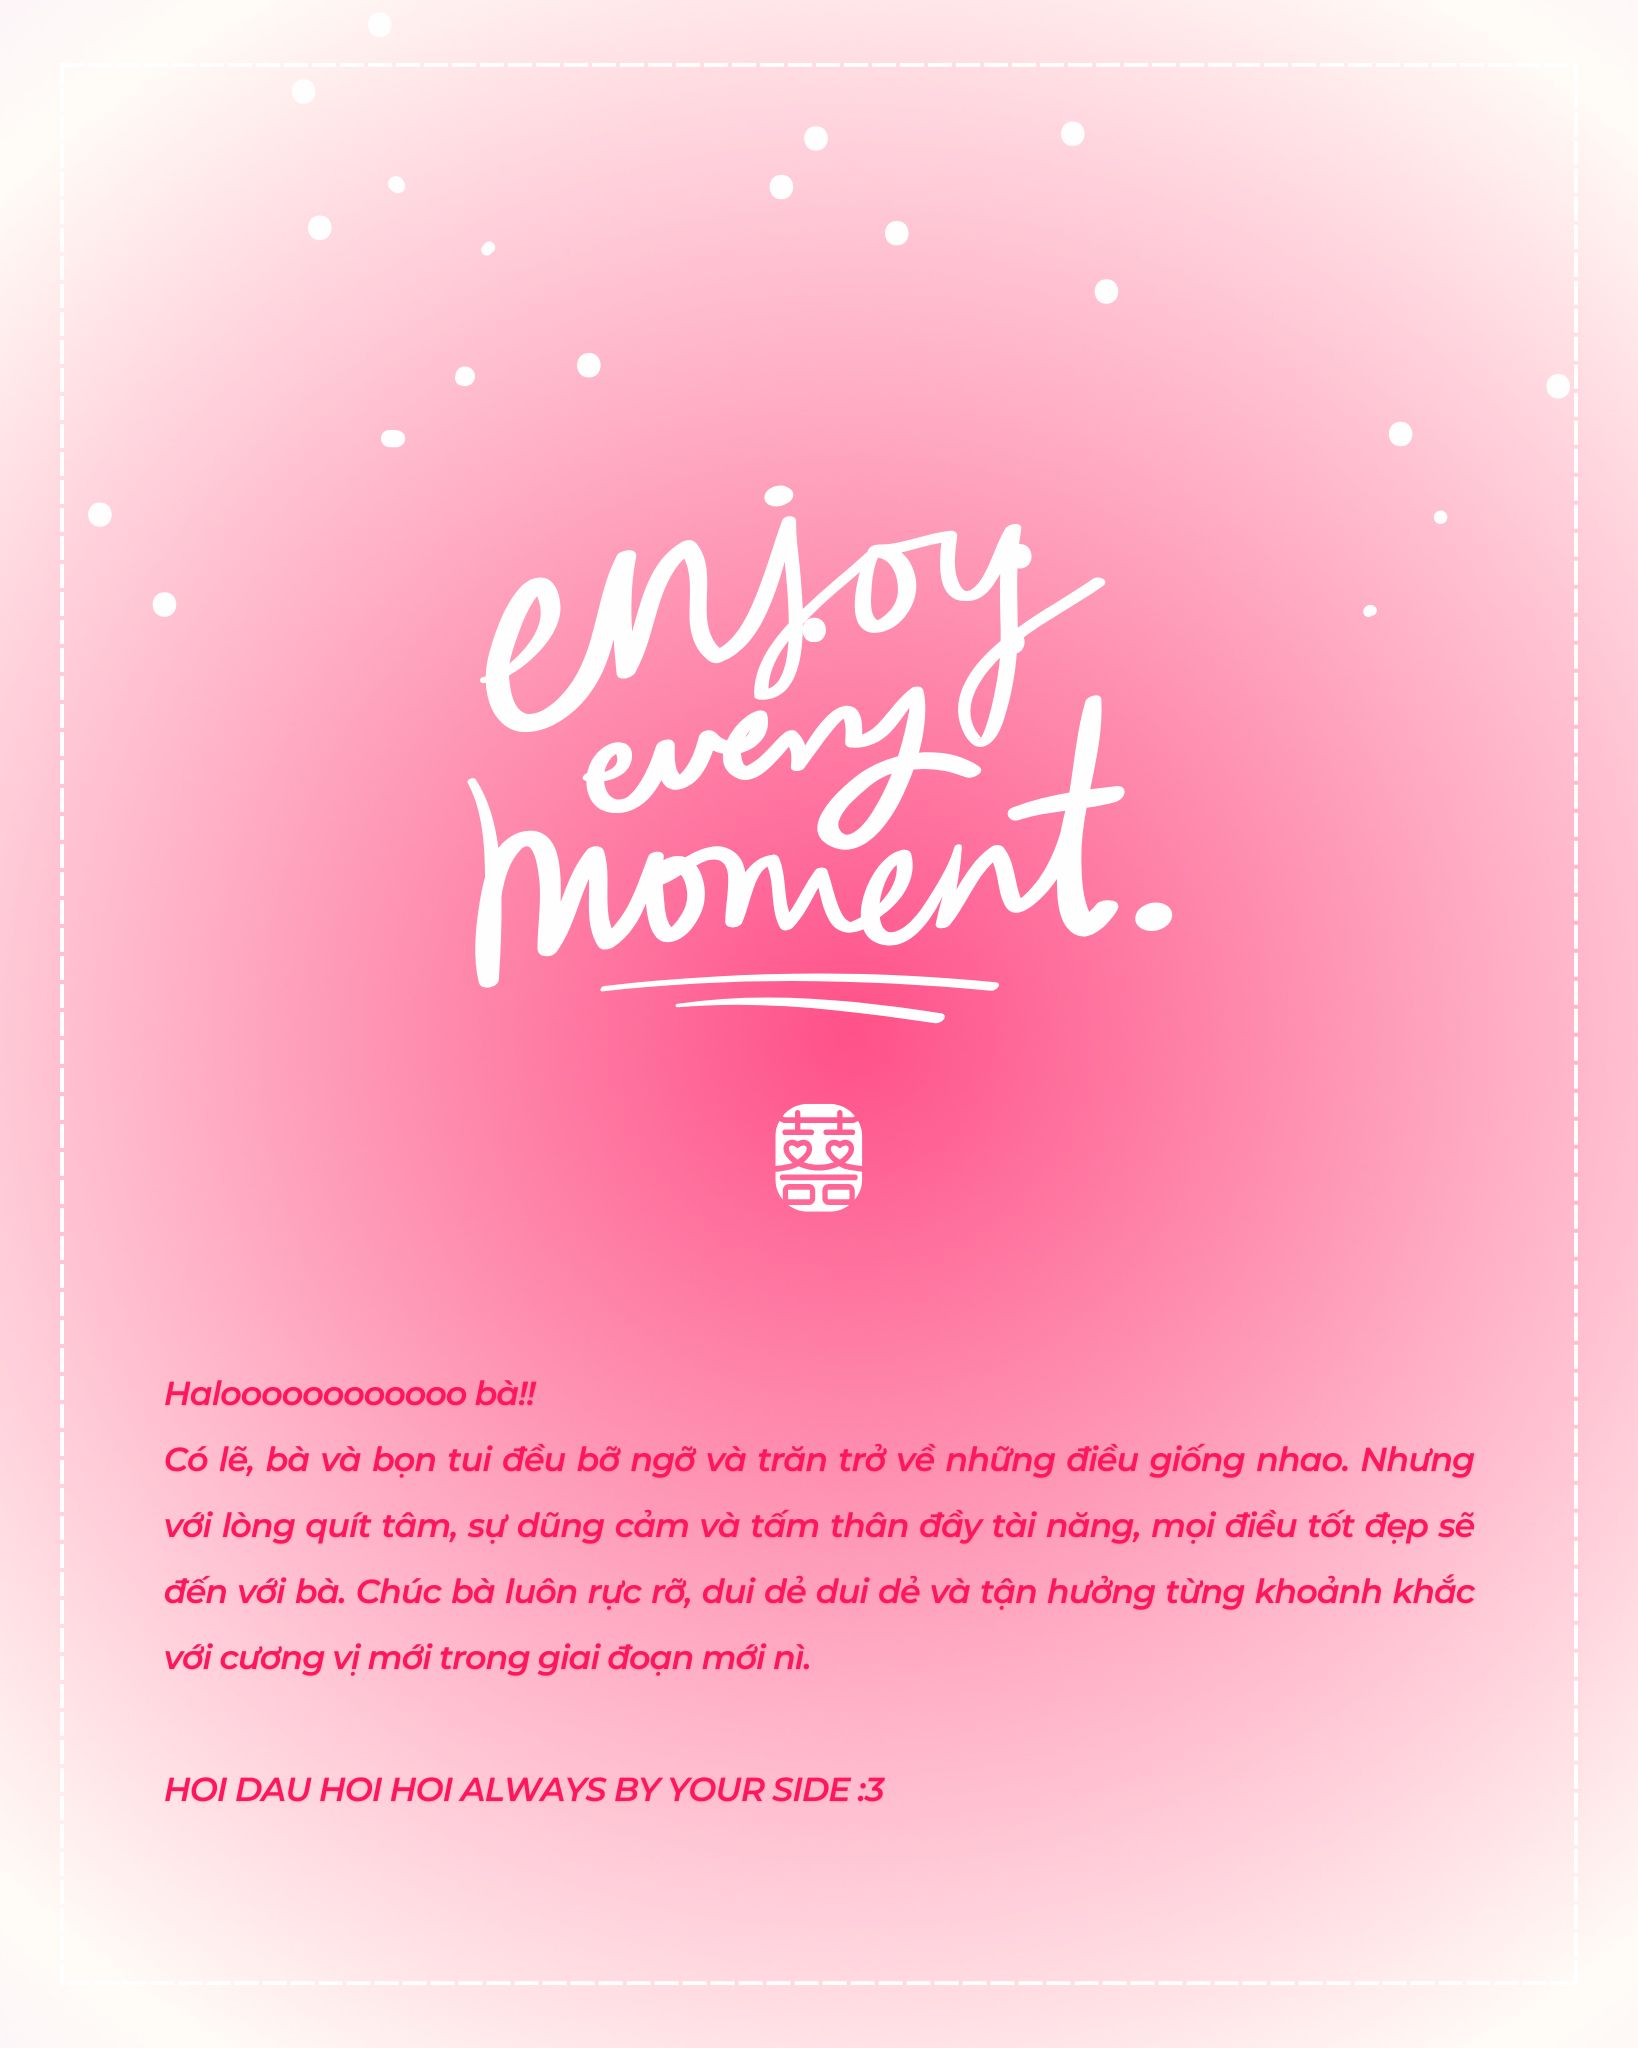 enjoy
every
moment.
囍
Haloooooooooooo bà!!
Có lẽ, bà và bọn tui đều bỡ ngỡ và trăn trở về những điều giống nhao. Nhưng
với lòng quít tâm, sự dũng cảm và tấm thân đầy tài năng, mọi điều tốt đẹp sẽ
đến với bà. Chúc bà luôn rực rỡ, dui dẻ dui dẻ và tận hưởng từng khoảnh khắc
với cương vị mới trong giai đoạn mới nì.
HOI DAU HOI HOI ALWAYS BY YOUR SIDE :3